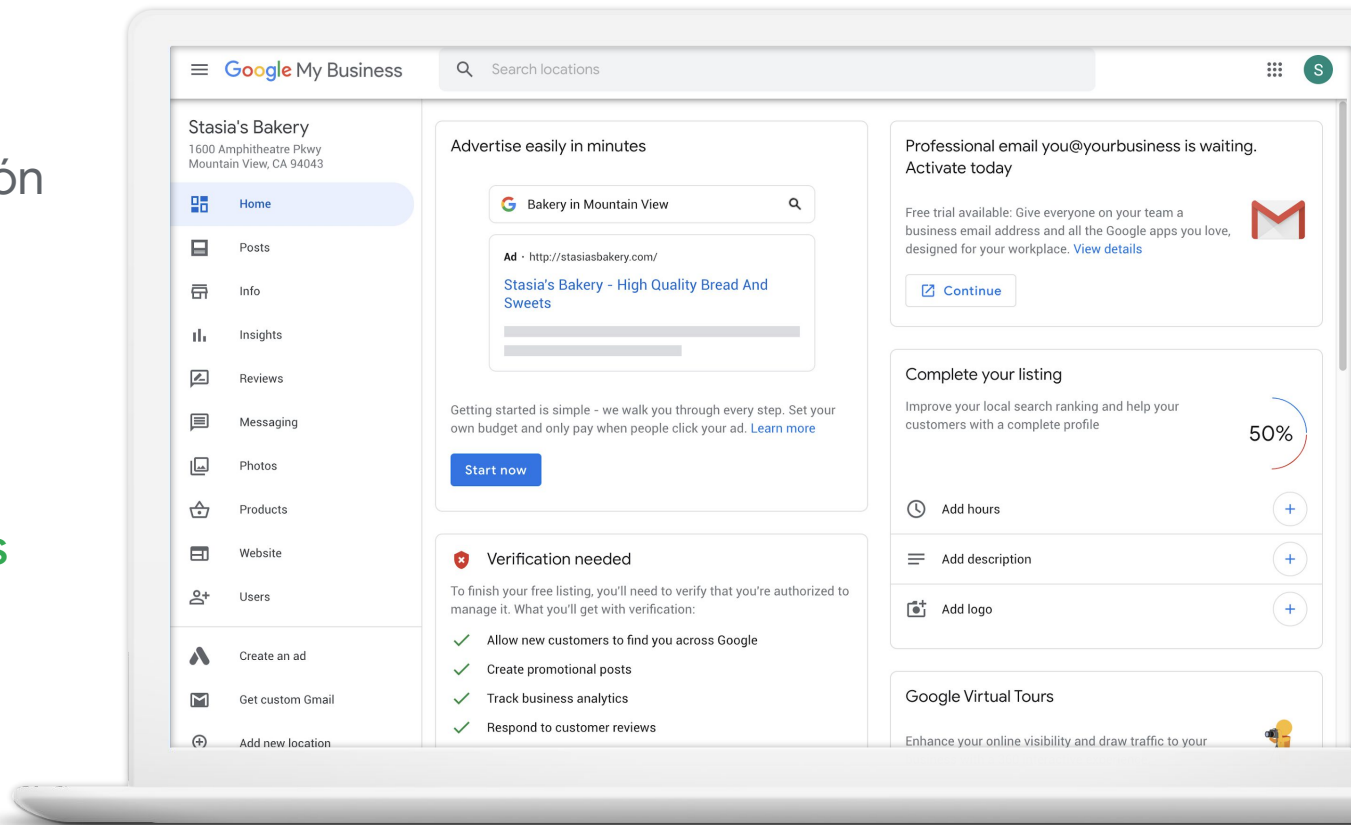 ón
s
Google My Business
Search locations
S
Stasia's Bakery
1600 Amphitheatre Pkwy
Mountain View, CA 94043
Home
Posts
Info
Insights
Reviews
Messaging
Photos
Products
Website
Users
Create an ad
Get custom Gmail
Add new location
Advertise easily in minutes
G Bakery in Mountain View
Ad · http://stasiasbakery.com/
Stasia's Bakery - High Quality Bread And
Sweets
Getting started is simple - we walk you through every step. Set your
own budget and only pay when people click your ad. Learn more
Start now
Verification needed
To finish your free listing, you'll need to verify that you're authorized to
manage it. What you'll get with verification:
Allow new customers to find you across Google
Create promotional posts
Track business analytics
Respond to customer reviews
Professional email you@yourbusiness is waiting.
Activate today
Free trial available: Give everyone on your team a
business email address and all the Google apps you love,
designed for your workplace. View details
Continue
Complete your listing
Improve your local search ranking and help your
customers with a complete profile
50%
Add hours
Add description
Add logo
Google Virtual Tours
Enhance your online visibility and draw traffic to your